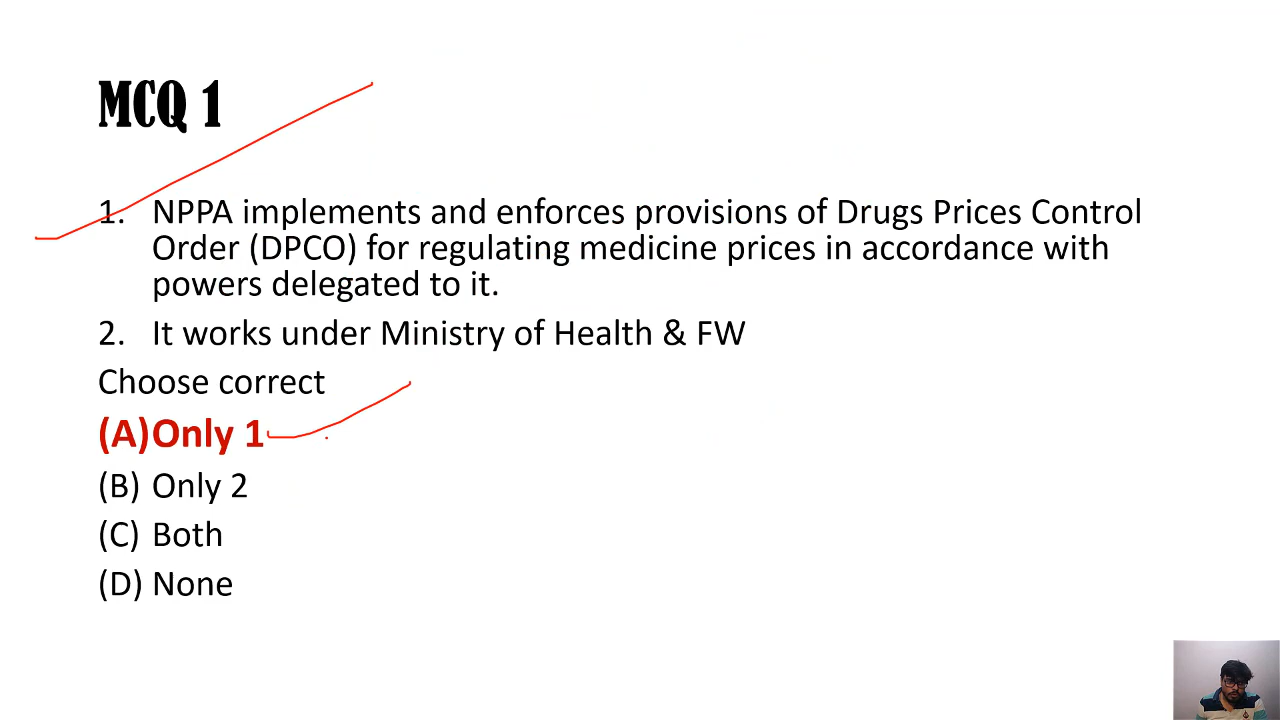 MCQ 1
1. NPPA implements and enforces provisions of Drugs Prices Control
Order (DPCO) for regulating medicine prices in accordance with
powers delegated to it.
2. It works under Ministry of Health & FW
Choose correct
(A)Only 1
(B) Only 2
(C) Both
(D) None